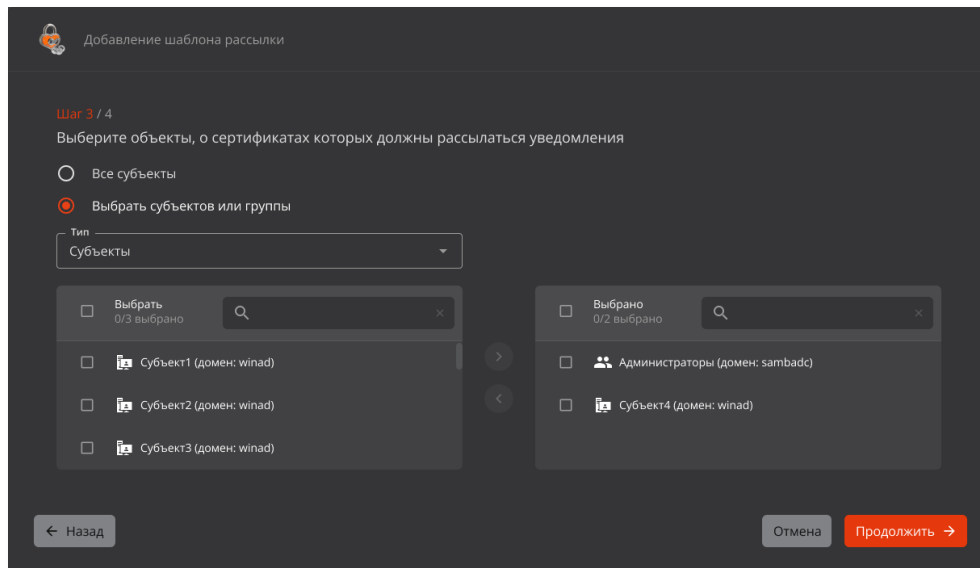 Добавление шаблона рассылки
Шаг 3 / 4
Выберите объекты, о сертификатах которых должны рассылаться уведомления
Все субъекты
Выбрать субъектов или группы
Тип
Субъекты
Выбрать
0/3 выбрано
Субъект1 (домен: winad)
Субъект2 (домен: winad)
Субъект3 (домен: winad)
Выбрано
0/2 выбрано
Администраторы (домен: sambadc)
Субъект4 (домен: winad)
Назад
Отмена
Продолжить